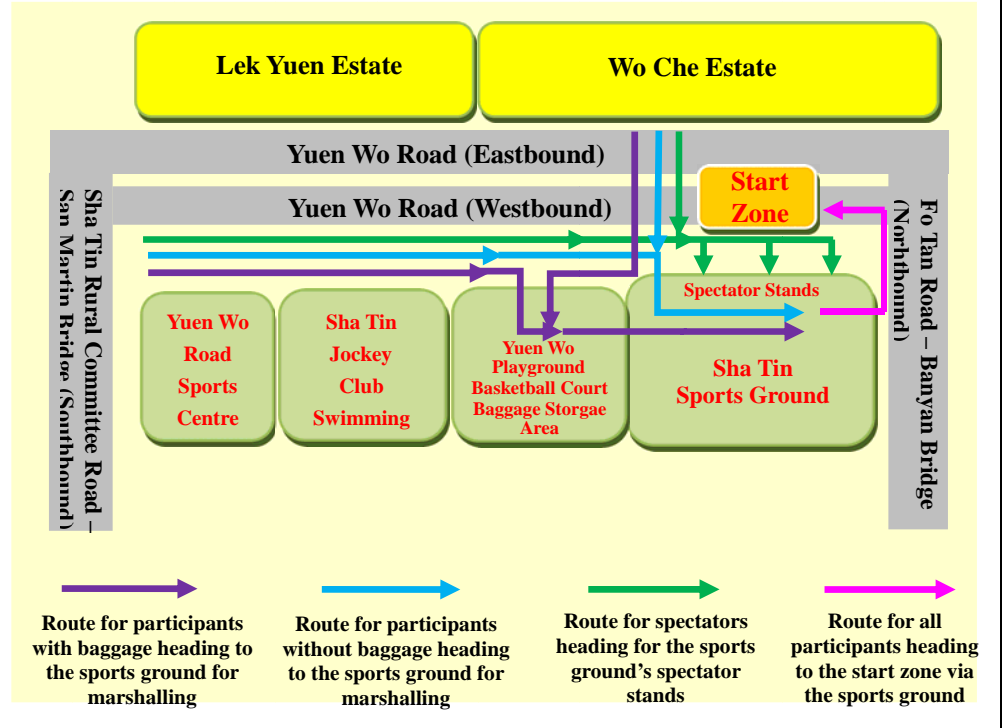 Lek Yuen Estate
Wo Che Estate
Yuen Wo Road (Eastbound)
Yuen Wo Road (Westbound)
Start
Zone
Sha Tin Rural Committee Road –
San Martin Bridge (Southbound)
Fo Tan Road – Banyan Bridge
(Norhtbound)
Spectator Stands
Yuen Wo
Road
Sports
Centre
Sha Tin
Jockey
Club
Swimming
Yuen Wo
Playground
Basketball Court
Baggage Storgae
Area
Sha Tin
Sports Ground
Route for participants
with baggage heading to
the sports ground for
marshalling
Route for participants
without baggage heading
to the sports ground for
marshalling
Route for spectators
heading for the sports
ground's spectator
stands
Route for all
participants heading
to the start zone via
the sports ground